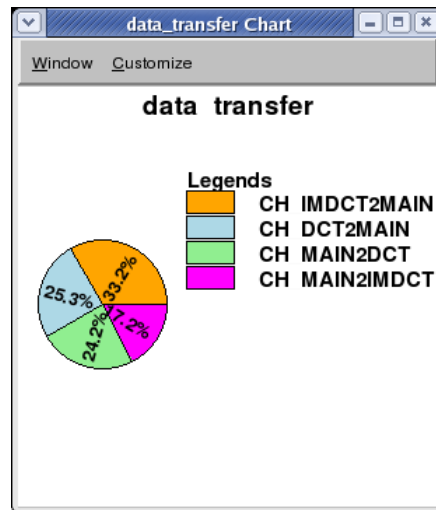 data_transfer Chart
Window Customize
data transfer
Legends
CH IMDCT2MAIN
CH DCT2MAIN
CH MAIN2DCT
CH MAIN2IMDCT
33.2%
25.3%
24.2%
17.2%